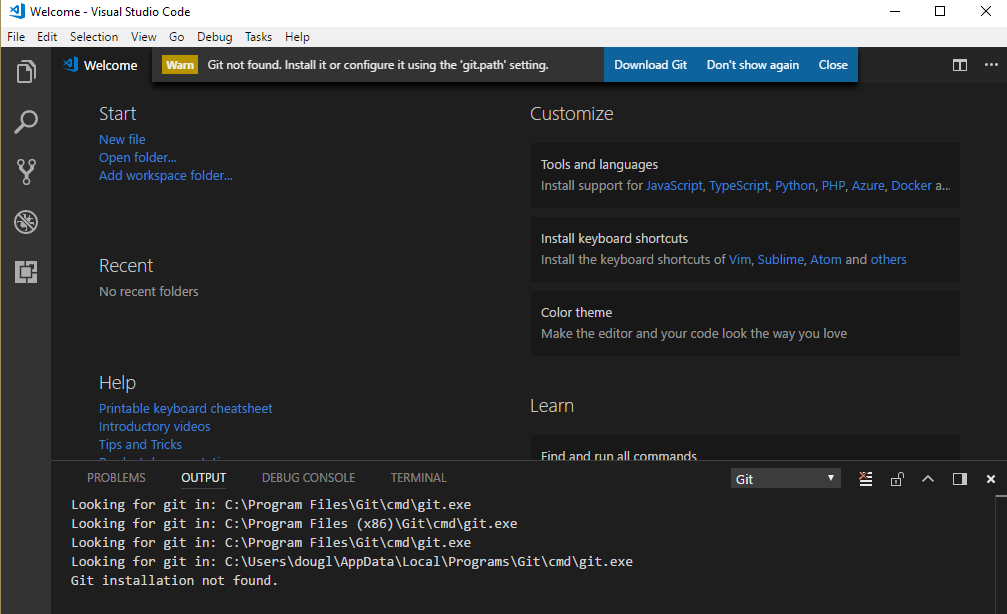 Welcome - Visual Studio Code
File Edit Selection View Go Debug Tasks Help
Welcome
Warn Git not found. Install it or configure it using the 'git.path' setting.
Download Git Don't show again Close
Start
New file
Open folder...
Add workspace folder...
Recent
No recent folders
Help
Printable keyboard cheatsheet
Introductory videos
Tips and Tricks
Customize
Tools and languages
Install support for JavaScript, TypeScript, Python, PHP, Azure, Docker a...
Install keyboard shortcuts
Install the keyboard shortcuts of Vim, Sublime, Atom and others
Color theme
Make the editor and your code look the way you love
Learn
Find and run all commands
PROBLEMS OUTPUT DEBUG CONSOLE TERMINAL
Git
Looking for git in: C:\Program Files\Git\cmd\git.exe
Looking for git in: C:\Program Files (x86)\Git\cmd\git.exe
Looking for git in: C:\Program Files\Git\cmd\git.exe
Looking for git in: C:\Users\dougl\AppData\Local\Programs\Git\cmd\git.exe
Git installation not found.